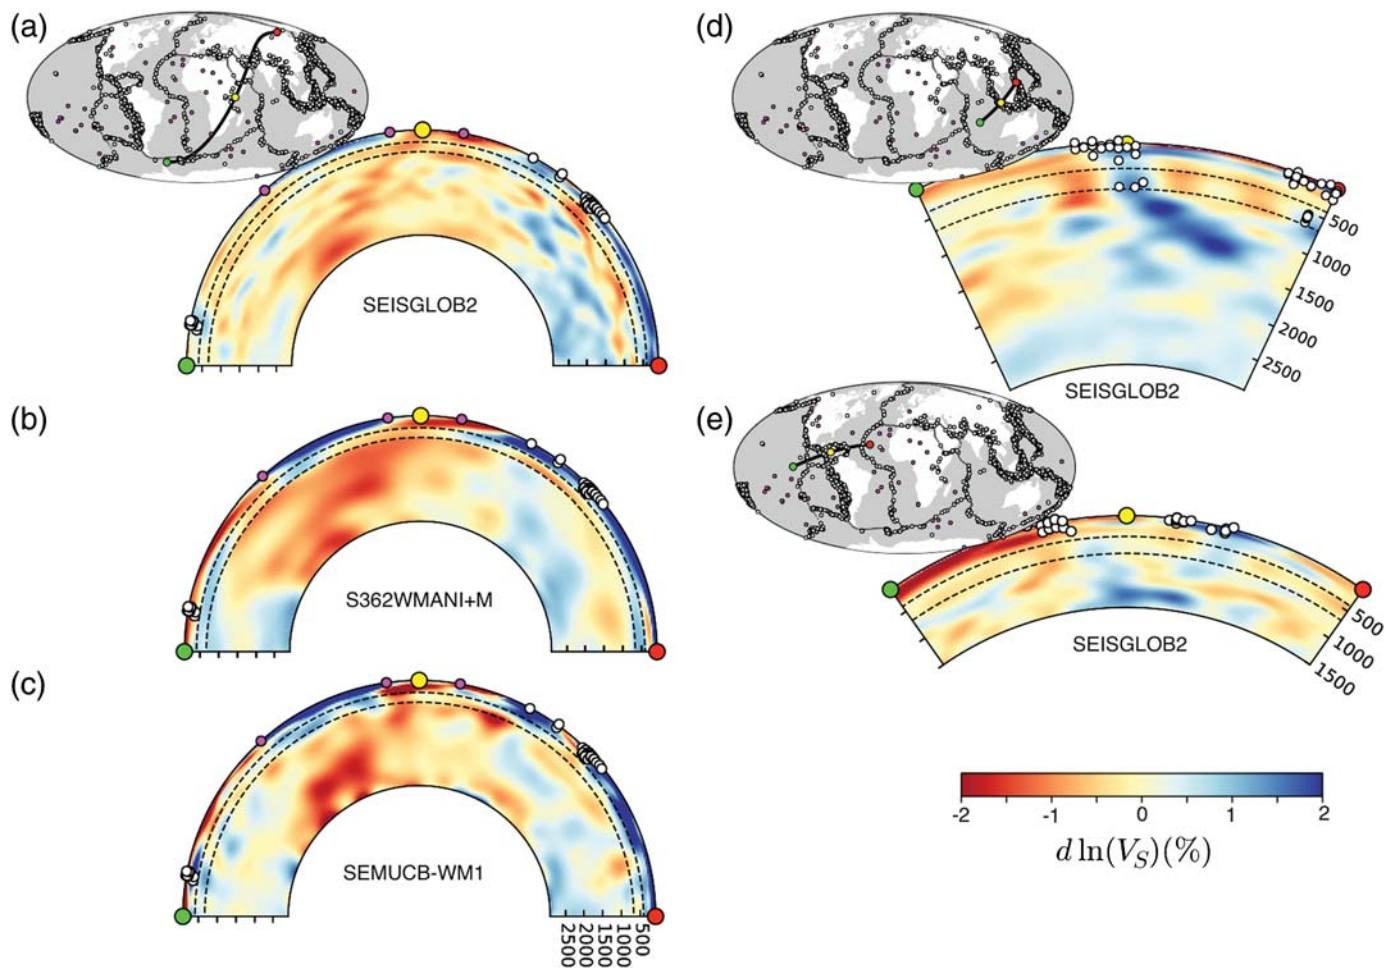 (a)
SEISGLOB2
(b)
S362WMANI+M
(c)
SEMUCB-WM1
2500
2000
1500
1000
500
(d)
500
1000
1500
2000
2500
SEISGLOB2
(e)
SEISGLOB2
500
1000
1500
-2 -1 0 1 2
d ln(V_S)(%)